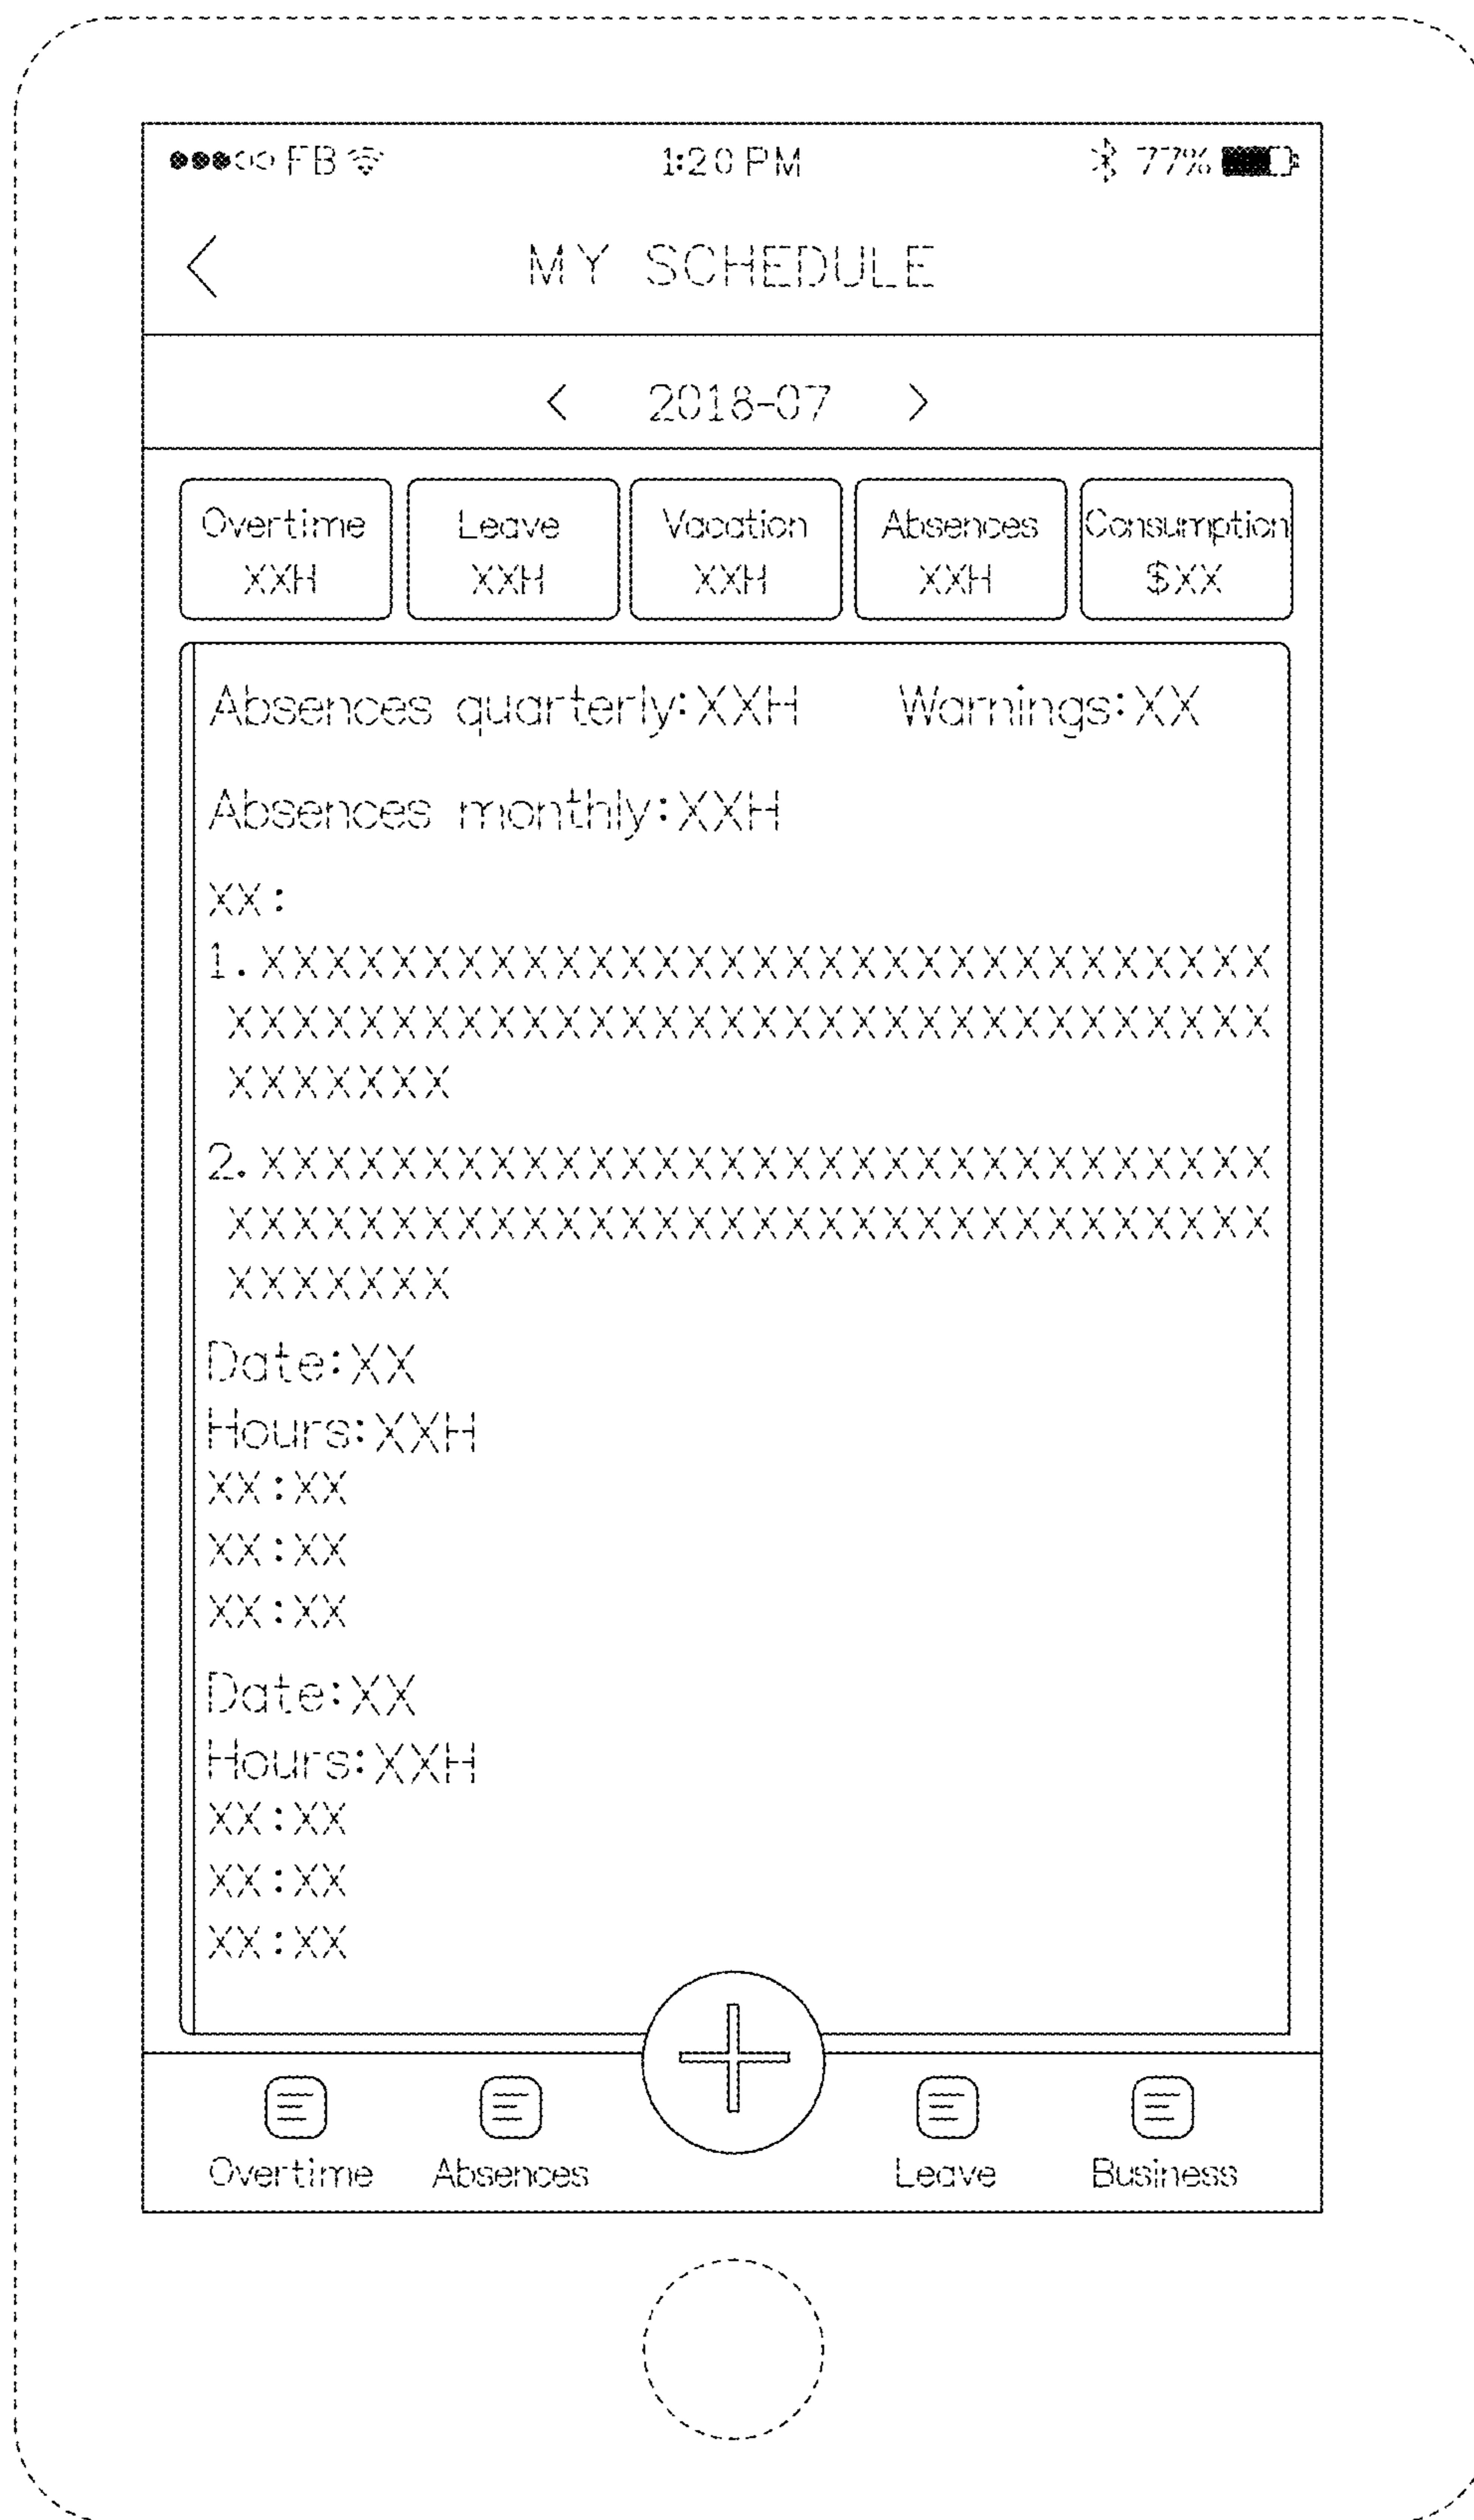 FB 1:20 PM 77%
MY SCHEDULE
< 2018-07 >
Overtime Leave Vacation Absences Consumption
XXH XXH XXH XXH $XX
Absences quarterly:XXH Warnings:XX
Absences monthly:XXH
XX:
1.XXXXXXXXXXXXXXXXXXXXXXXXXXXXXXX
XXXXXXXXXXXXXXXXXXXXXXXXXXXXXXXX
XXXXXXX
2.XXXXXXXXXXXXXXXXXXXXXXXXXXXXXXX
XXXXXXXXXXXXXXXXXXXXXXXXXXXXXXXX
XXXXXXX
Date:XX
Hours:XXH
XX:XX
XX:XX
XX:XX
Date:XX
Hours:XXH
XX:XX
XX:XX
XX:XX
Overtime Absences Leave Business